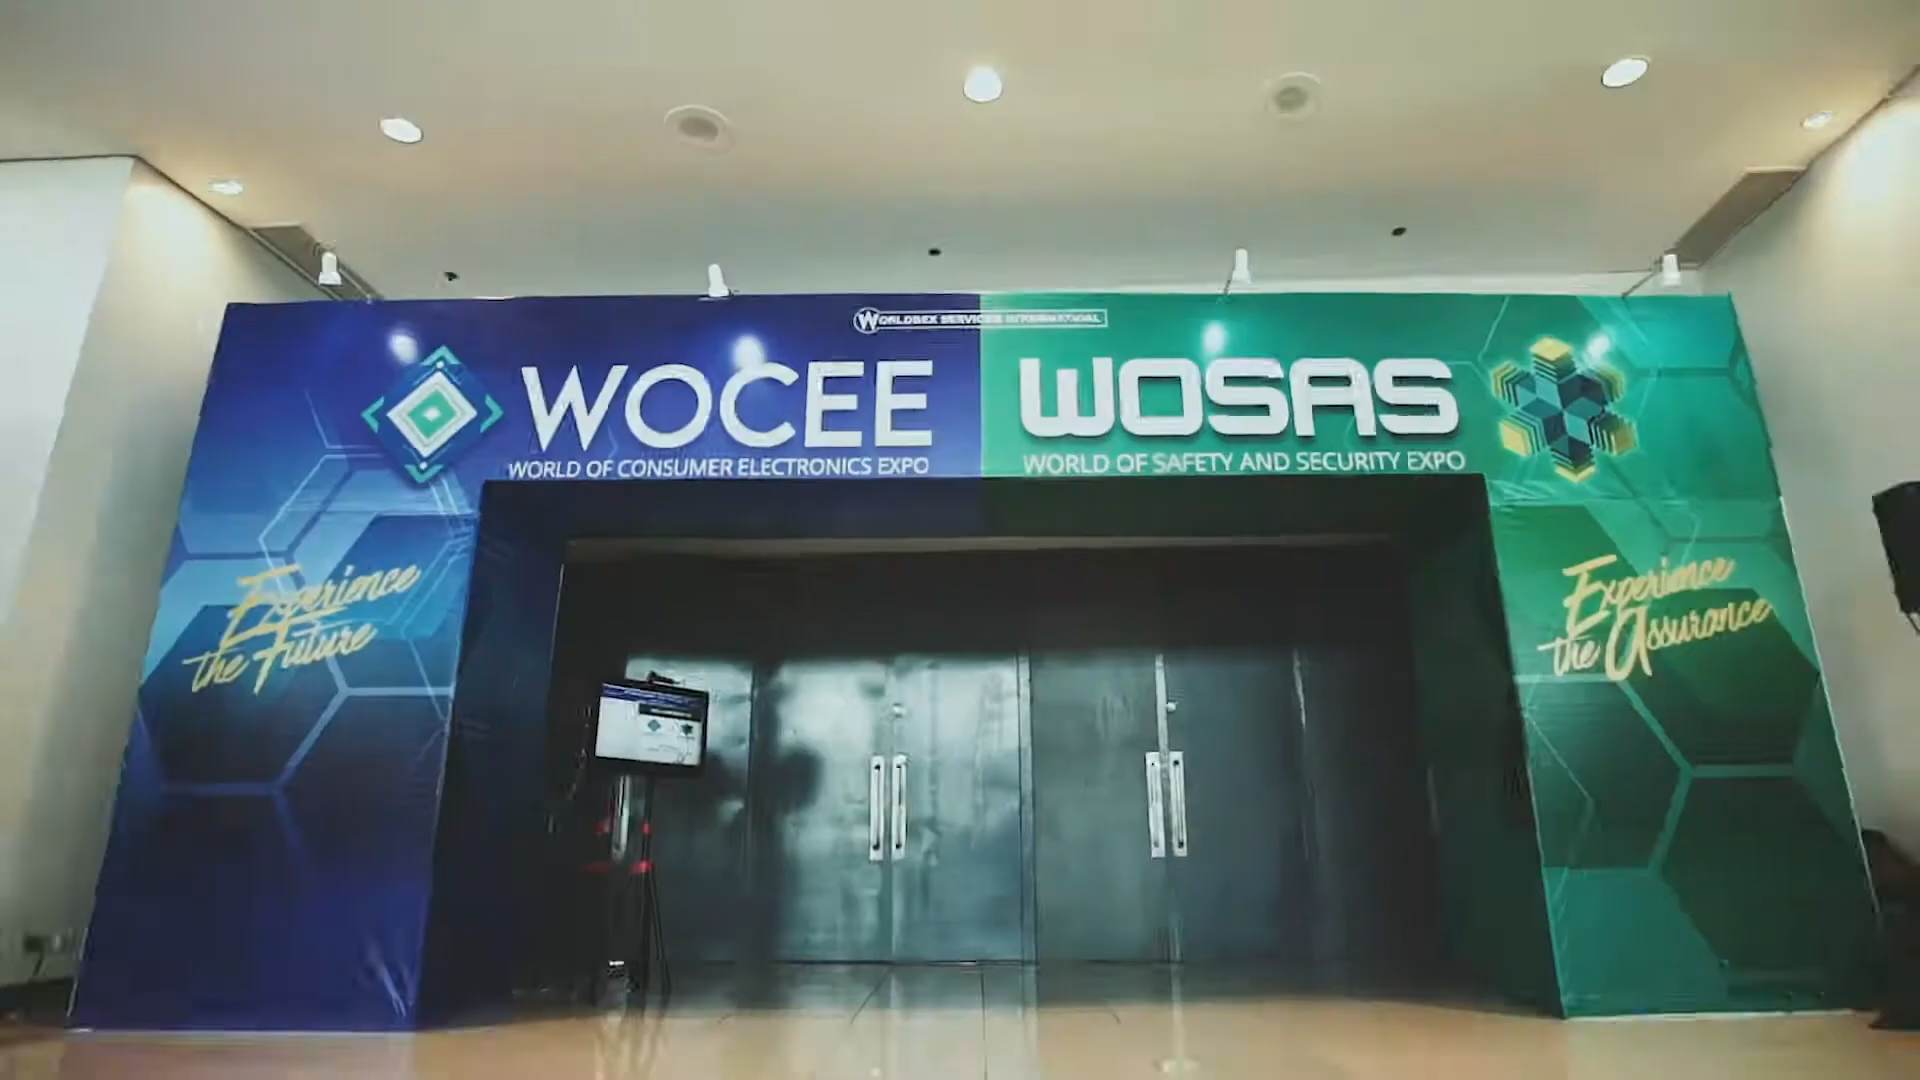 WORLDBEX SERVICES INTERNATIONAL
WOCEE
WORLD OF CONSUMER ELECTRONICS EXPO
WOSAS
WORLD OF SAFETY AND SECURITY EXPO
Experience
the Future
Experience
the Assurance